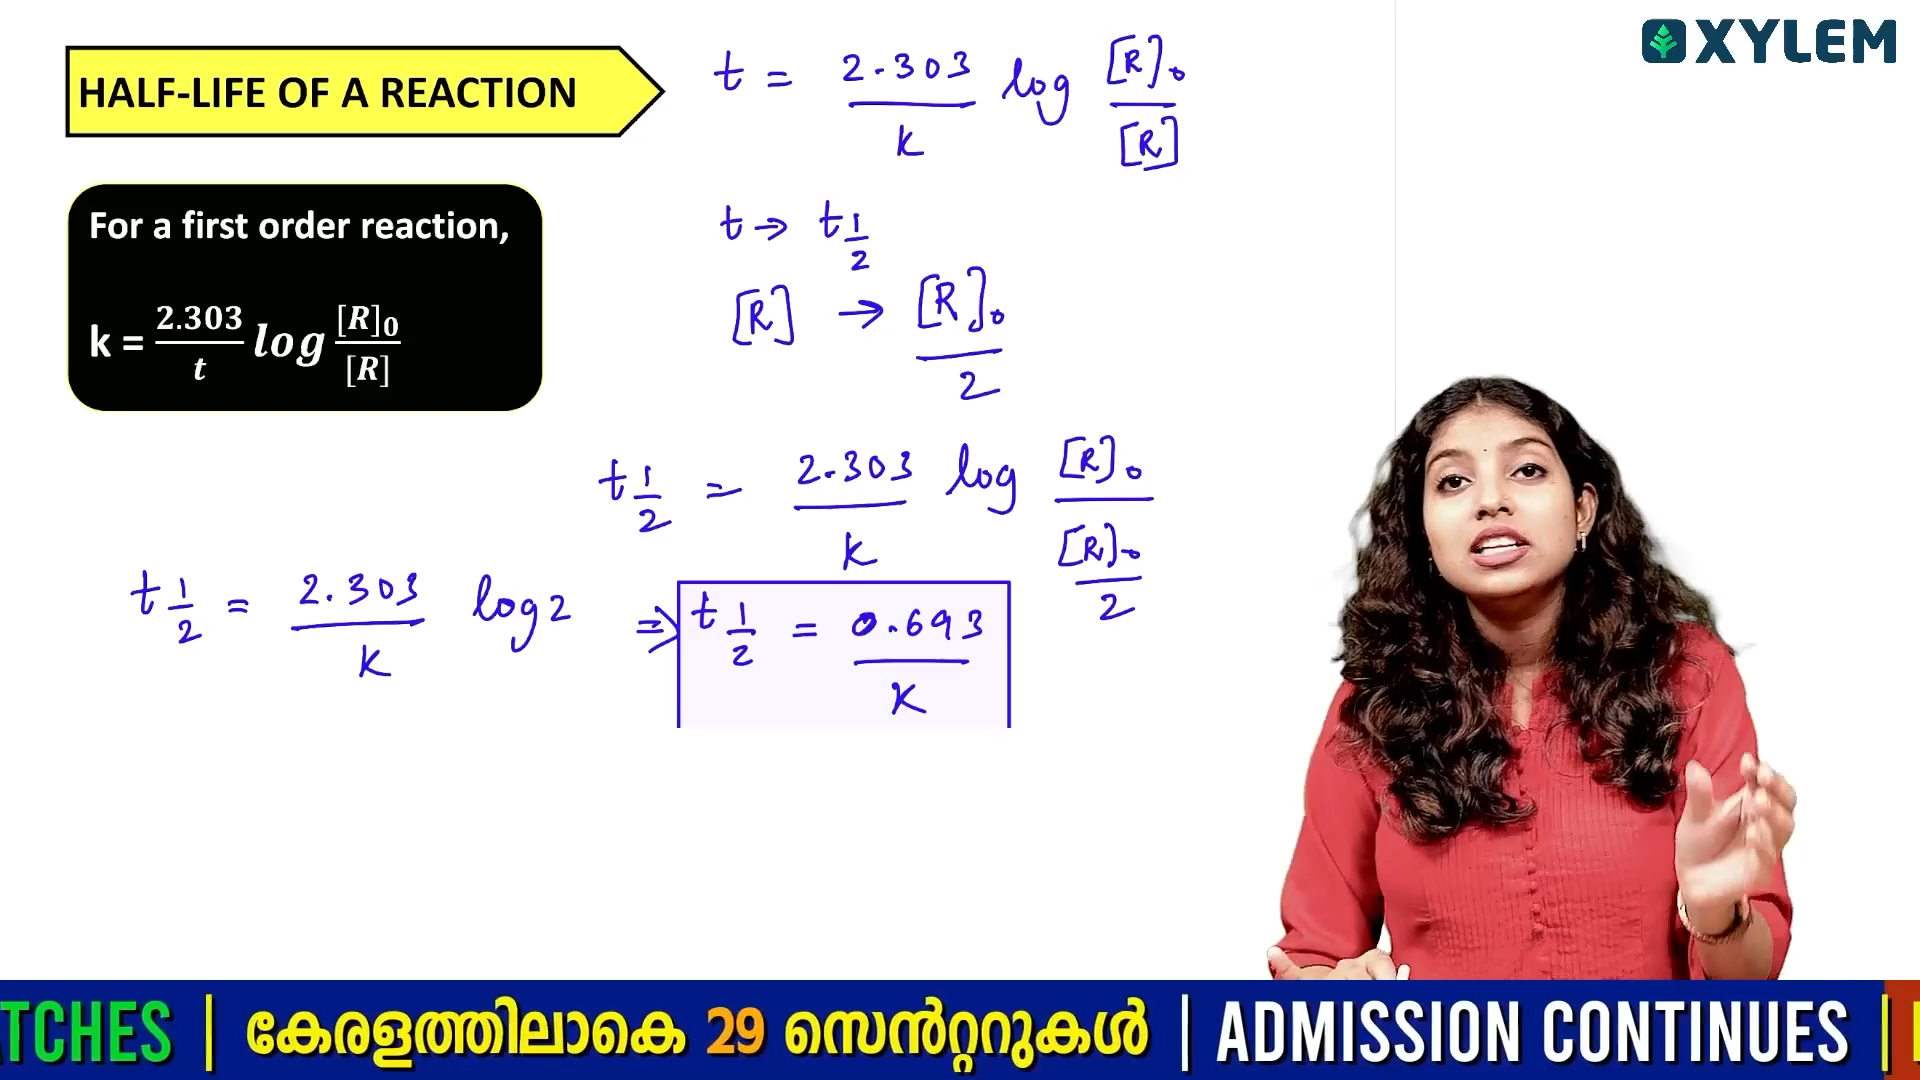 XYLEM
HALF-LIFE OF A REACTION
t = 2.303/k log [R]₀/[R]
For a first order reaction,
k = 2.303/t log [R]₀/[R]
t → t1/2
[R] → [R]₀/2
t1/2 = 2.303/k log [R]₀/([R]₀/2)
t1/2 = 2.303/k log2 ⇒ t1/2 = 0.693/k
TCHES | കേരളത്തിലാകെ 29 സെൻ്ററുകൾ | ADMISSION CONTINUES |